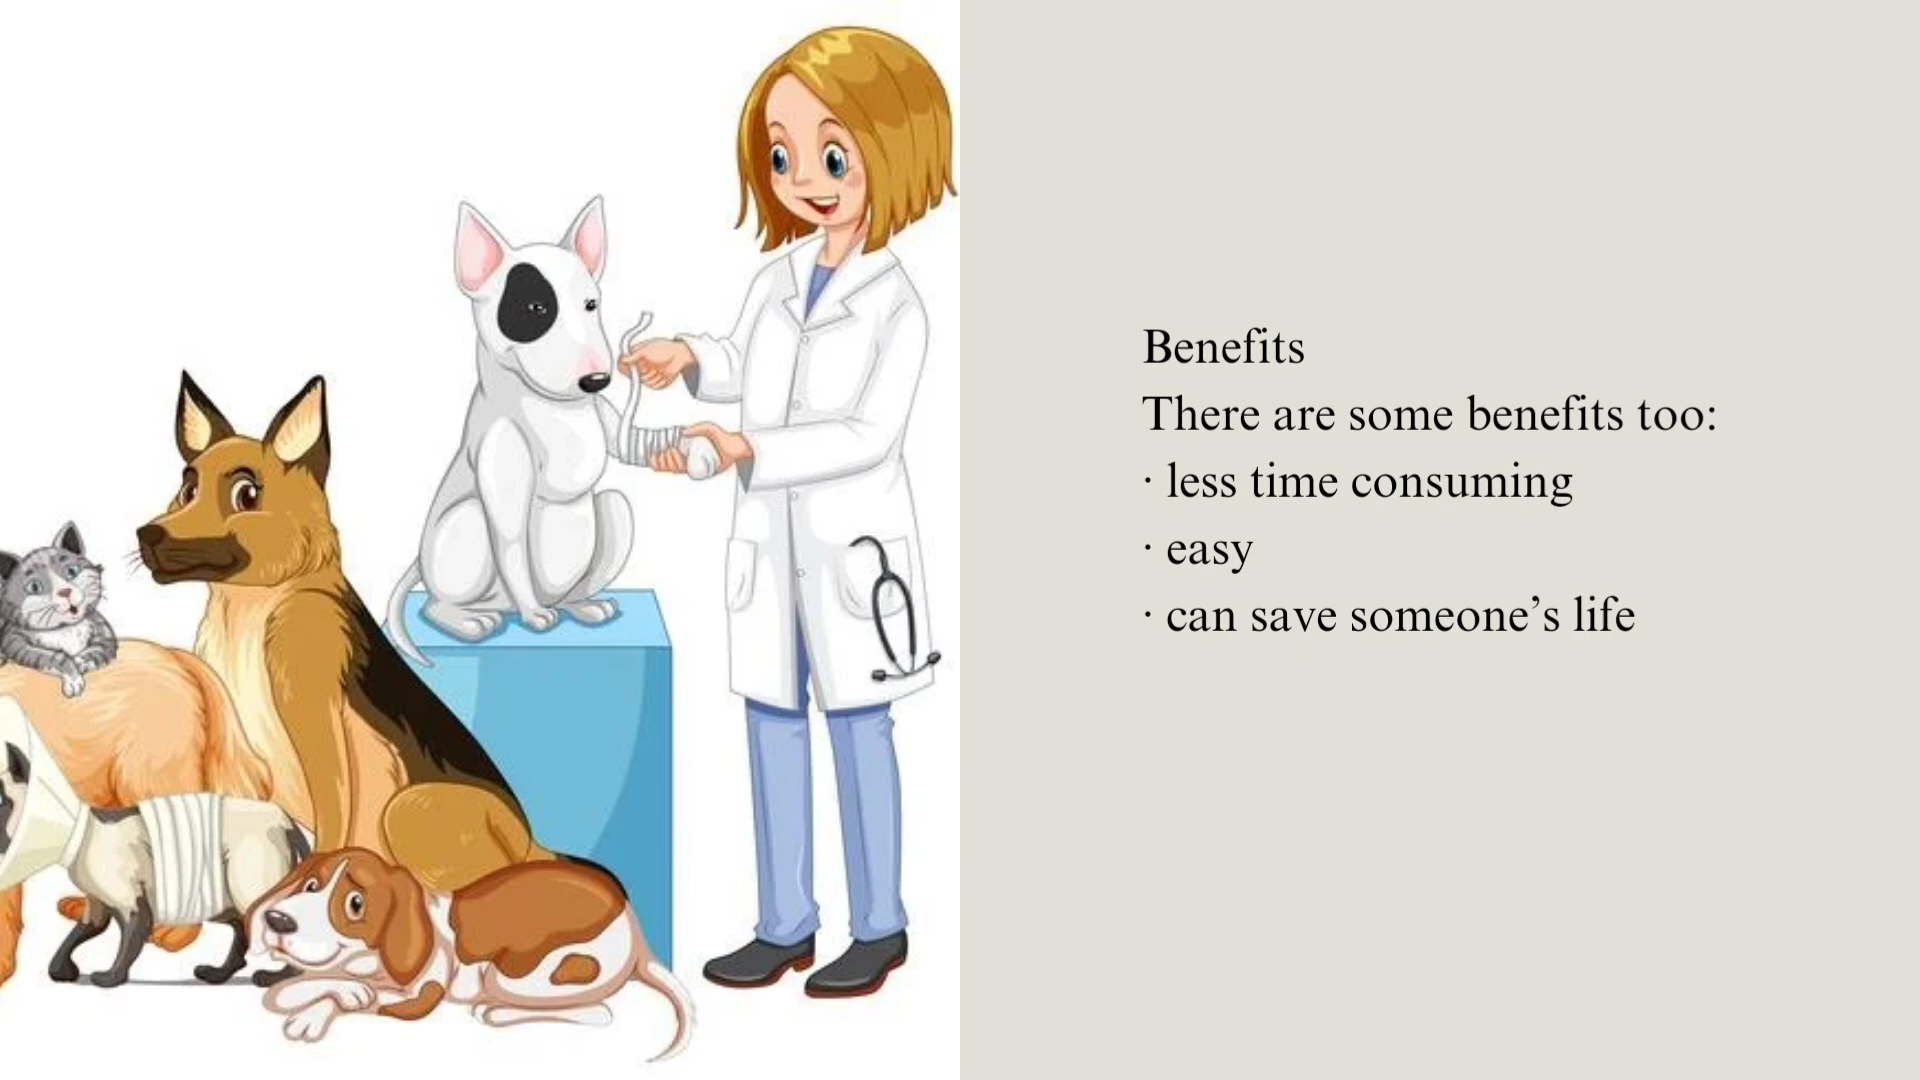 Benefits
There are some benefits too:
· less time consuming
· easy
· can save someone’s life